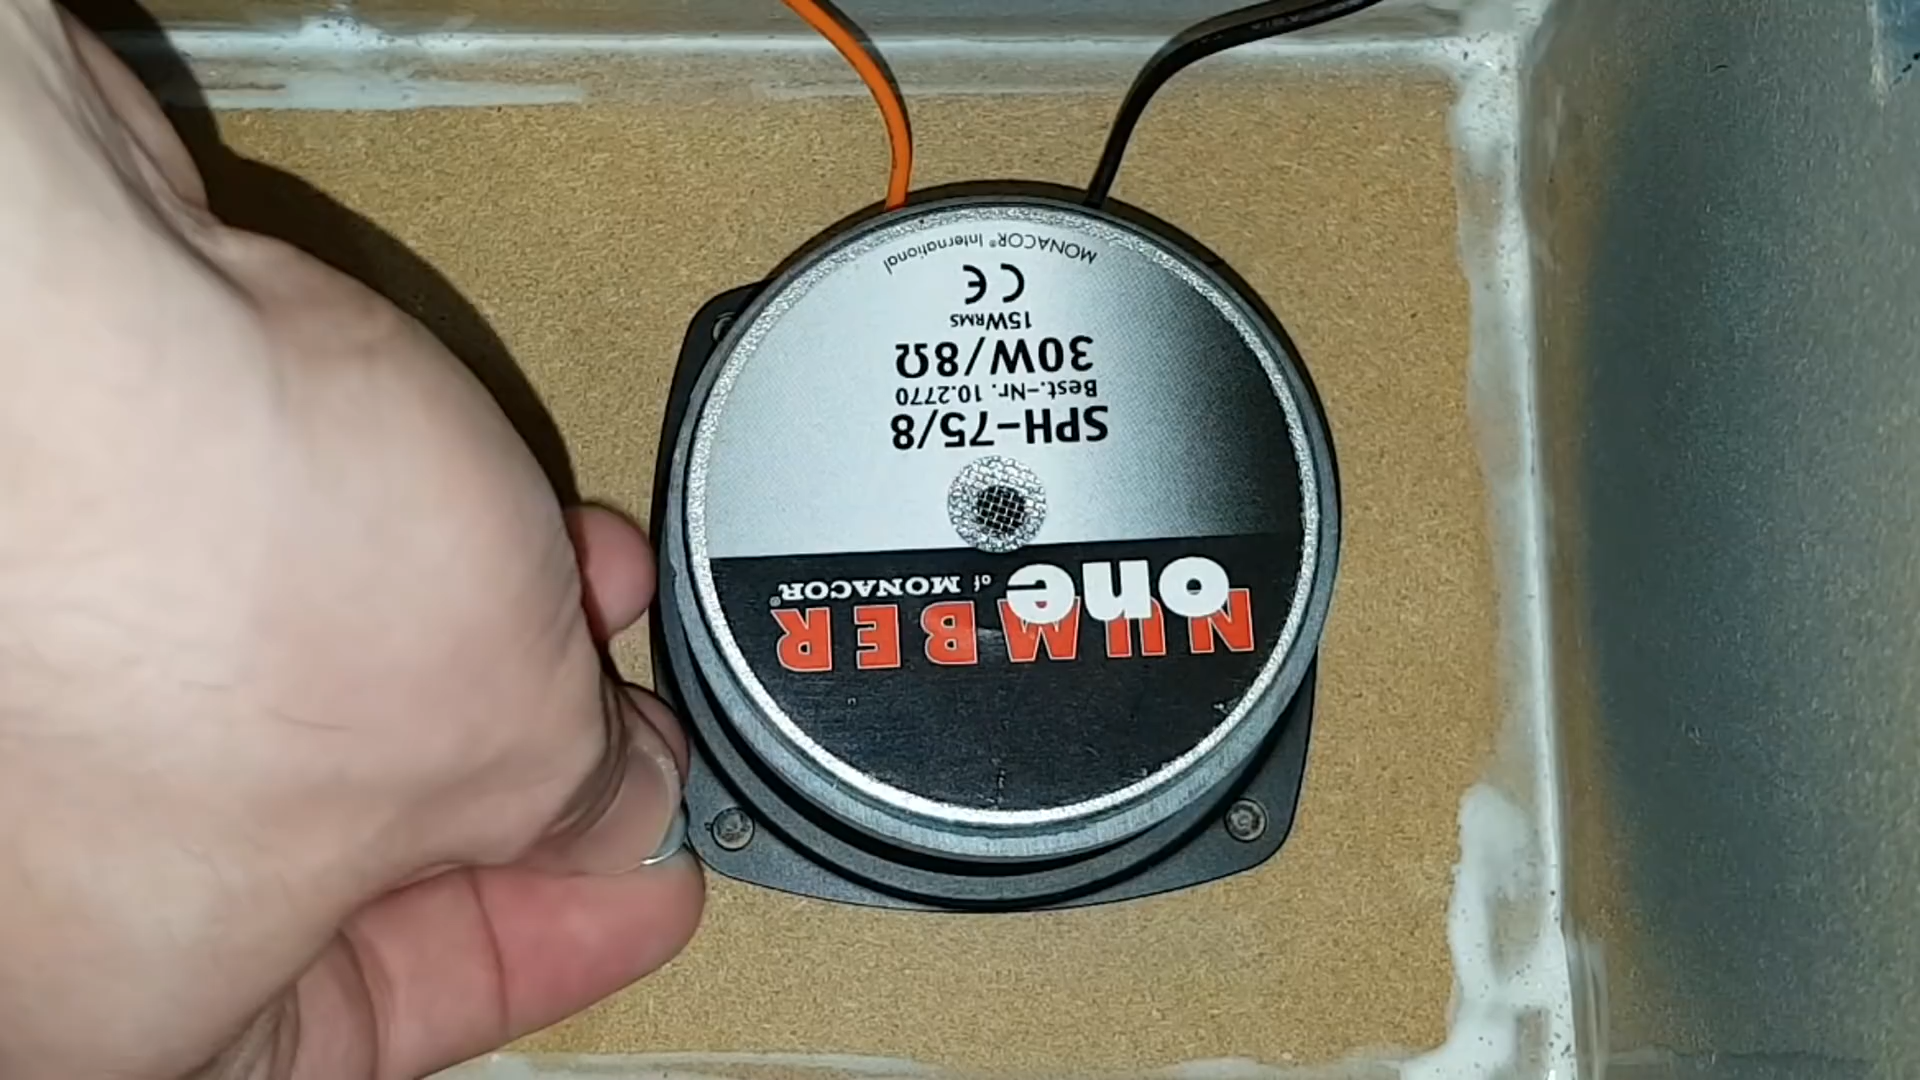 NUMBER
one of MONACOR®
SPH-75/8
Best.-Nr. 10.2770
30W/8Ω
15WRMS
CE
MONACOR® International